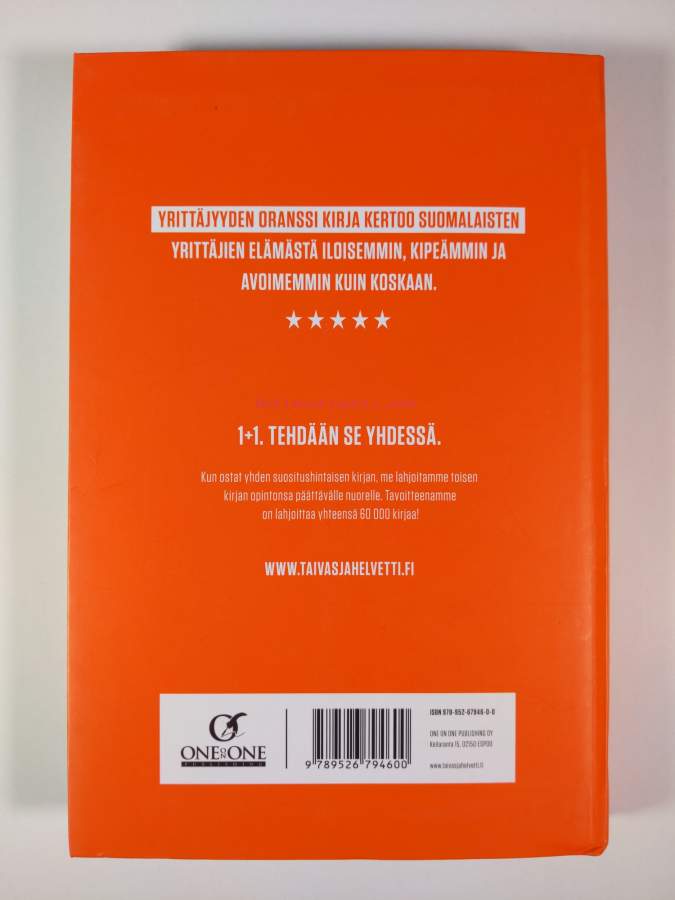 YRITTÄJYYDEN ORANSSI KIRJA KERTOO SUOMALAISTEN
YRITTÄJIEN ELÄMÄSTÄ ILOISEMMIN, KIPEÄMMIN JA
AVOIMEMMIN KUIN KOSKAAN.
1+1. TEHDÄÄN SE YHDESSÄ.
Kun ostat yhden suositushintaisen kirjan, me lahjoitamme toisen
kirjan opintonsa päättävälle nuorelle. Tavoitteenamme
on lahjoittaa yhteensä 60 000 kirjaa!
WWW.TAIVASJAHELVETTI.FI
ONE ON ONE
PUBLISHING
9 789526 794600
ISBN 978-952-67946-0-0
ONE ON ONE PUBLISHING OY
Keilaranta 15, 02150 ESPOO
www.taivasjahelvetti.fi